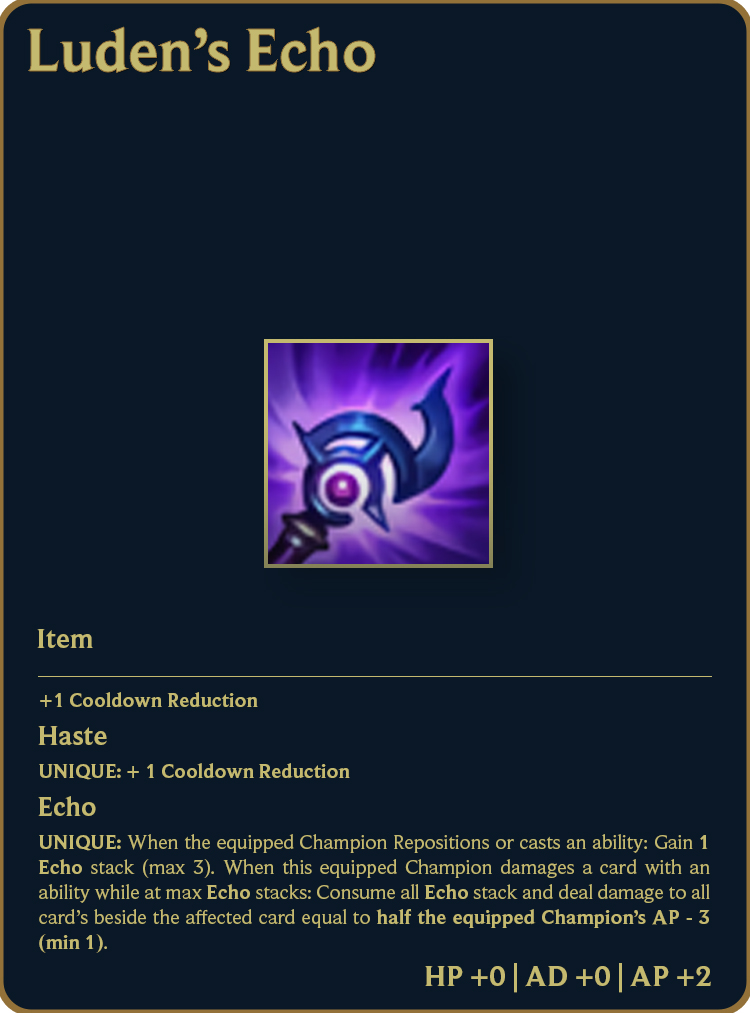 Luden's Echo
Item
+1 Cooldown Reduction
Haste
UNIQUE: + 1 Cooldown Reduction
Echo
UNIQUE: When the equipped Champion Repositions or casts an ability: Gain 1
Echo stack (max 3). When this equipped Champion damages a card with an
ability while at max Echo stacks: Consume all Echo stack and deal damage to all
card's beside the affected card equal to half the equipped Champion's AP - 3
(min 1).
HP +0 | AD +0 | AP +2